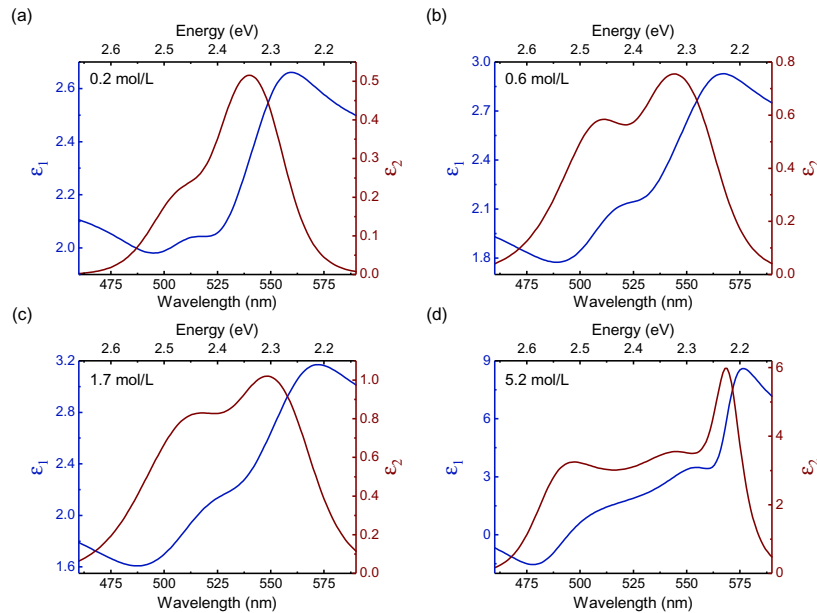 (a)
Energy (eV)
2.6 2.5 2.4 2.3 2.2
0.2 mol/L
2.6
2.4
2.2
2.0
ε1
0.5
0.4
0.3
0.2
0.1
0.0
ε2
475 500 525 550 575
Wavelength (nm)
(b)
Energy (eV)
2.6 2.5 2.4 2.3 2.2
0.6 mol/L
3.0
2.7
2.4
2.1
1.8
ε1
0.8
0.6
0.4
0.2
0.0
ε2
475 500 525 550 575
Wavelength (nm)
(c)
Energy (eV)
2.6 2.5 2.4 2.3 2.2
1.7 mol/L
3.2
2.8
2.4
2.0
1.6
ε1
1.0
0.8
0.6
0.4
0.2
0.0
ε2
475 500 525 550 575
Wavelength (nm)
(d)
Energy (eV)
2.6 2.5 2.4 2.3 2.2
5.2 mol/L
9
6
3
0
ε1
6
4
2
0
ε2
475 500 525 550 575
Wavelength (nm)